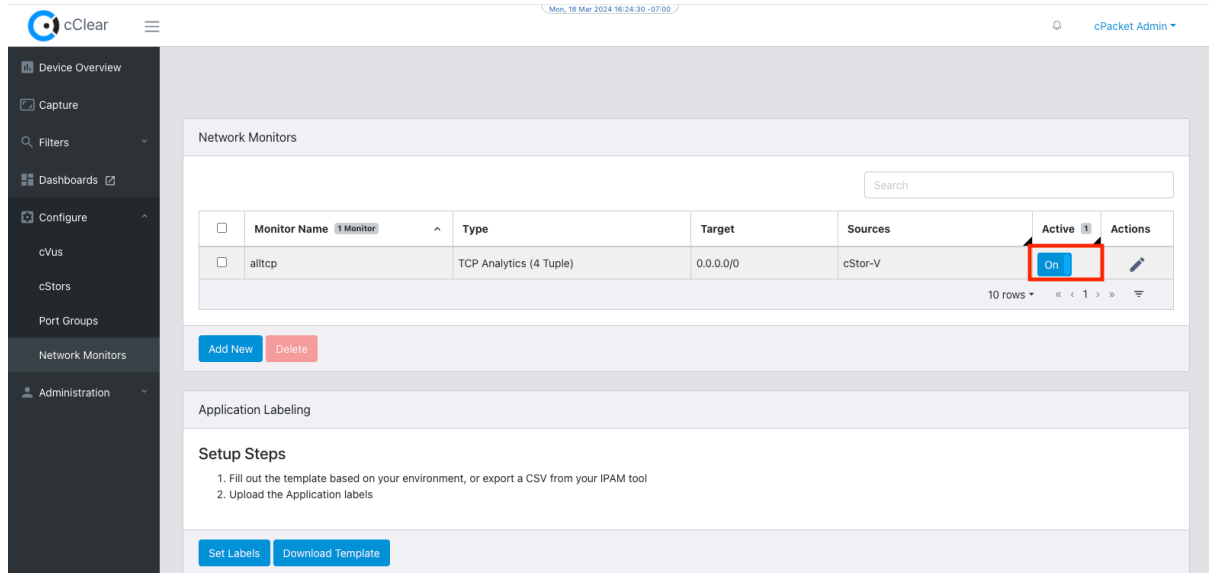 Mon, 18 Mar 2024 16:24:30 -07:00
cClear
cPacket Admin
Device Overview
Capture
Filters
Dashboards
Configure
cVus
cStors
Port Groups
Network Monitors
Administration
Network Monitors
Search
Monitor Name 1 Monitor Type Target Sources Active 1 Actions
alltcp TCP Analytics (4 Tuple) 0.0.0.0/0 cStor-V On
10 rows « ‹ 1 › »
Add New Delete
Application Labeling
Setup Steps
1. Fill out the template based on your environment, or export a CSV from your IPAM tool
2. Upload the Application labels
Set Labels Download Template